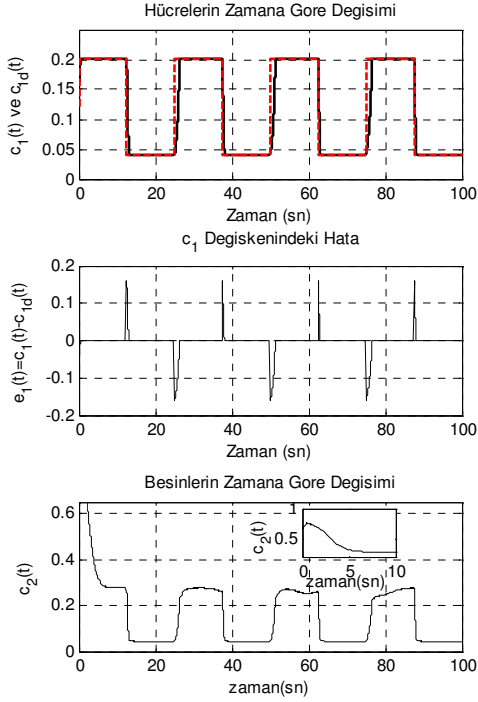 Hücrelerin Zamana Gore Degisimi
c1(t) ve c1d(t)
0.2
0.15
0.1
0.05
0
0 20 40 60 80 100
Zaman (sn)
c1 Degiskenindeki Hata
e1(t)=c1(t)-c1d(t)
0.2
0.1
0
-0.1
-0.2
0 20 40 60 80 100
Zaman (sn)
Besinlerin Zamana Gore Degisimi
c2(t)
0.6
0.4
0.2
0
c2(t)
1
0.5
0 5 10
zaman(sn)
0 20 40 60 80 100
zaman(sn)